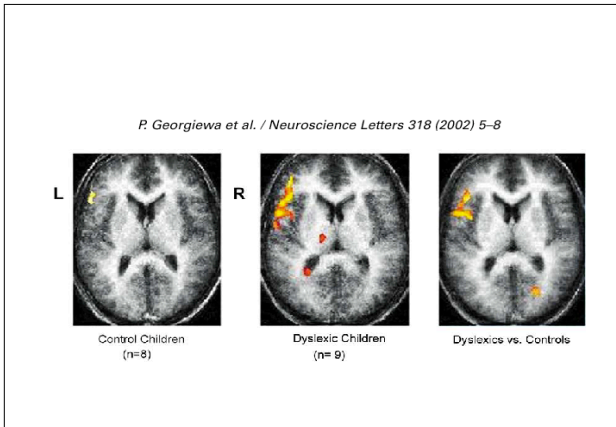 P. Georgiewa et al. / Neuroscience Letters 318 (2002) 5–8
L
R
Control Children
(n=8)
Dyslexic Children
(n= 9)
Dyslexics vs. Controls